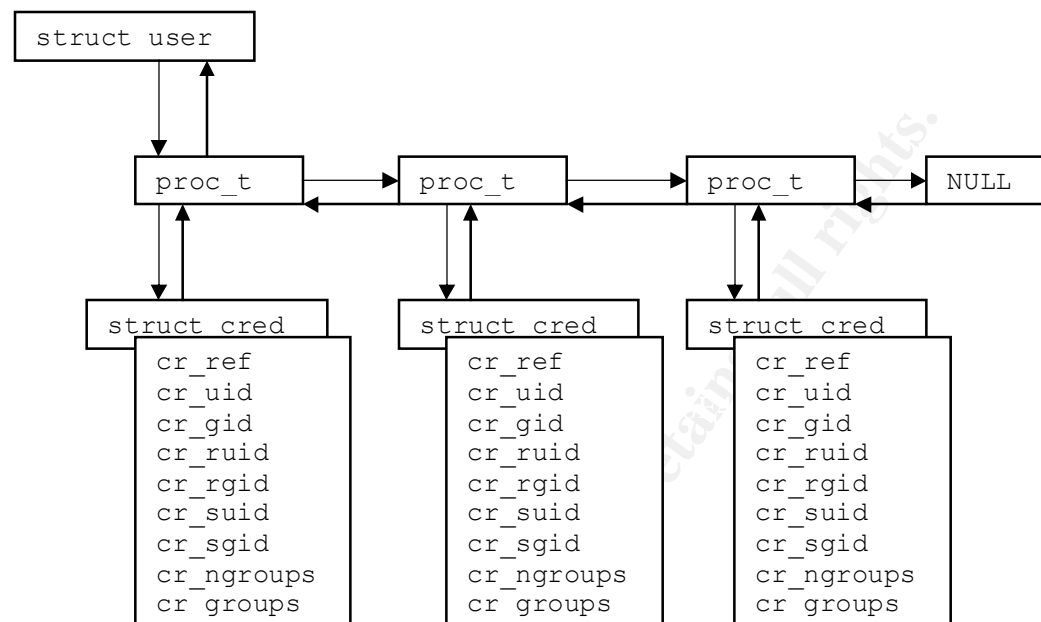 struct user
proc_t
proc_t
proc_t
NULL
struct cred
struct cred
struct cred
cr_ref
cr_uid
cr_gid
cr_ruid
cr_rgid
cr_suid
cr_sgid
cr_ngroups
cr_groups
cr_ref
cr_uid
cr_gid
cr_ruid
cr_rgid
cr_suid
cr_sgid
cr_ngroups
cr_groups
cr_ref
cr_uid
cr_gid
cr_ruid
cr_rgid
cr_suid
cr_sgid
cr_ngroups
cr_groups
full rights.